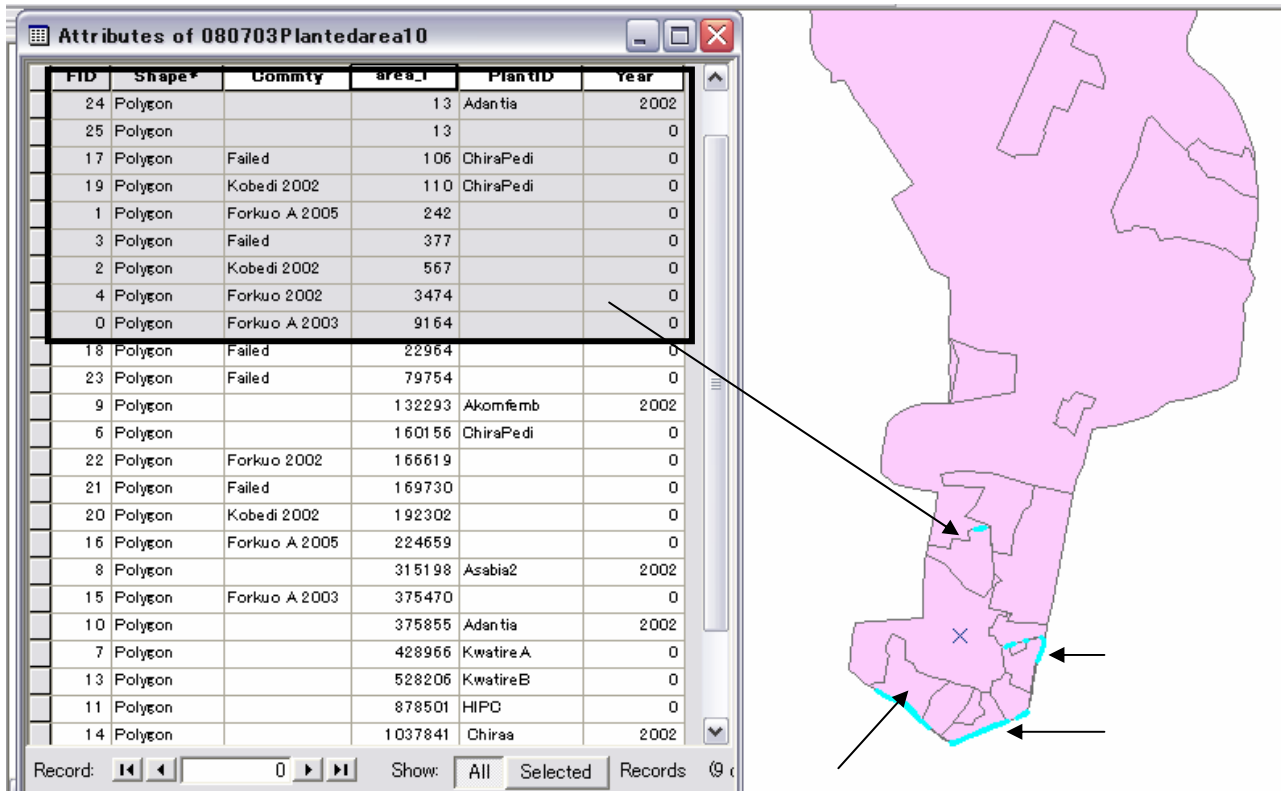 Attributes of 080703Plantedarea10
FID Shape* Commty area_1 PlantID Year
24 Polygon 13 Adantia 2002
25 Polygon 13 0
17 Polygon Failed 106 ChiraPedi 0
19 Polygon Kobedi 2002 110 ChiraPedi 0
1 Polygon Forkuo A 2005 242 0
3 Polygon Failed 377 0
2 Polygon Kobedi 2002 567 0
4 Polygon Forkuo 2002 3474 0
0 Polygon Forkuo A 2003 9164 0
18 Polygon Failed 22964 0
23 Polygon Failed 79754 0
9 Polygon 132293 Akomfemb 2002
6 Polygon 160156 ChiraPedi 0
22 Polygon Forkuo 2002 166619 0
21 Polygon Failed 169730 0
20 Polygon Kobedi 2002 192302 0
16 Polygon Forkuo A 2005 224659 0
8 Polygon 315198 Asabia2 2002
15 Polygon Forkuo A 2003 375470 0
10 Polygon 375855 Adantia 2002
7 Polygon 428966 KwatireA 0
13 Polygon 528206 KwatireB 0
11 Polygon 878501 HIPC 0
14 Polygon 1037841 Chiraa 2002
Record: 0 Show: All Selected Records (9